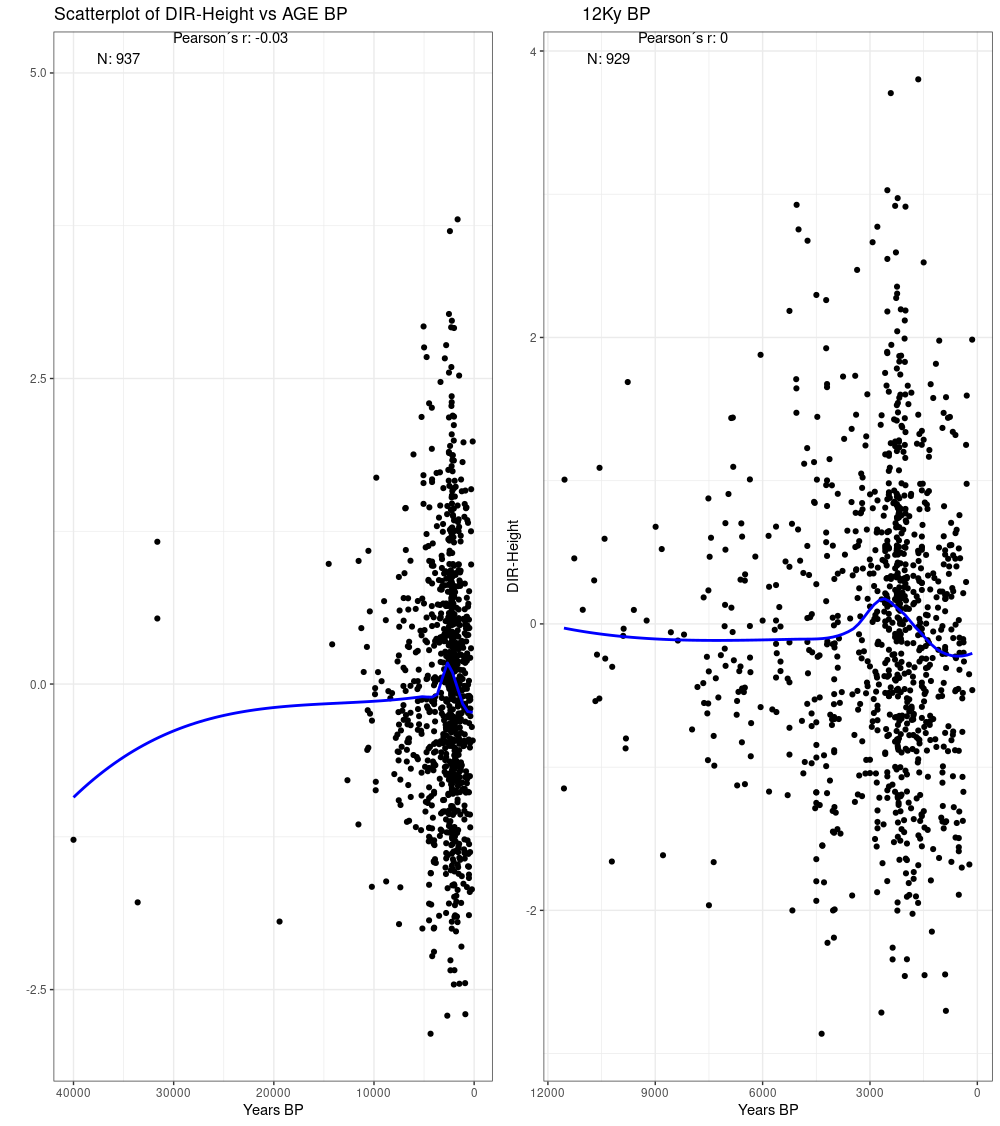 Scatterplot of DIR-Height vs AGE BP
Pearson´s r: -0.03
N: 937
5.0
2.5
0.0
-2.5
40000
30000
20000
10000
0
Years BP
12Ky BP
Pearson´s r: 0
N: 929
DIR-Height
4
2
0
-2
12000
9000
6000
3000
0
Years BP